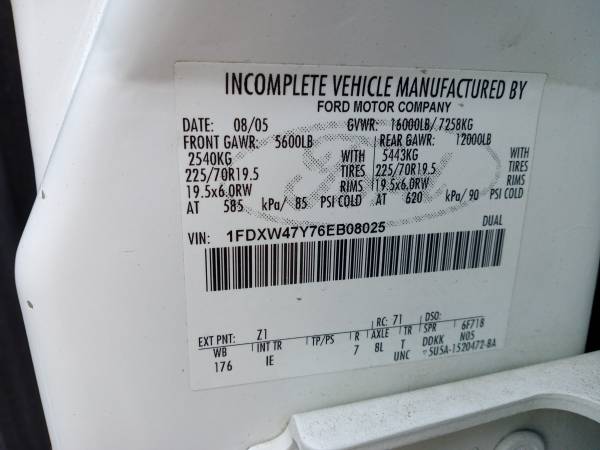 INCOMPLETE VEHICLE MANUFACTURED BY
FORD MOTOR COMPANY
DATE: 08/05 GVWR: 16000LB/ 7258KG
FRONT GAWR: 5600LB REAR GAWR: 12000LB
2540KG WITH 5443KG WITH
225/70R19.5 TIRES 225/70R19.5 TIRES
19.5x6.0RW RIMS 19.5x6.0RW RIMS
AT 585 kPa/ 85 PSI COLD AT 620 kPa/ 90 PSI COLD
VIN: 1FDXW47Y76EB08025 DUAL
EXT PNT: Z1 RC: 71 DSO:
WB INT TR TP/PS R AXLE TR SPR 6F718
176 IE 7 8L T DDKK N05
UNC 5U5A-1520472-BA